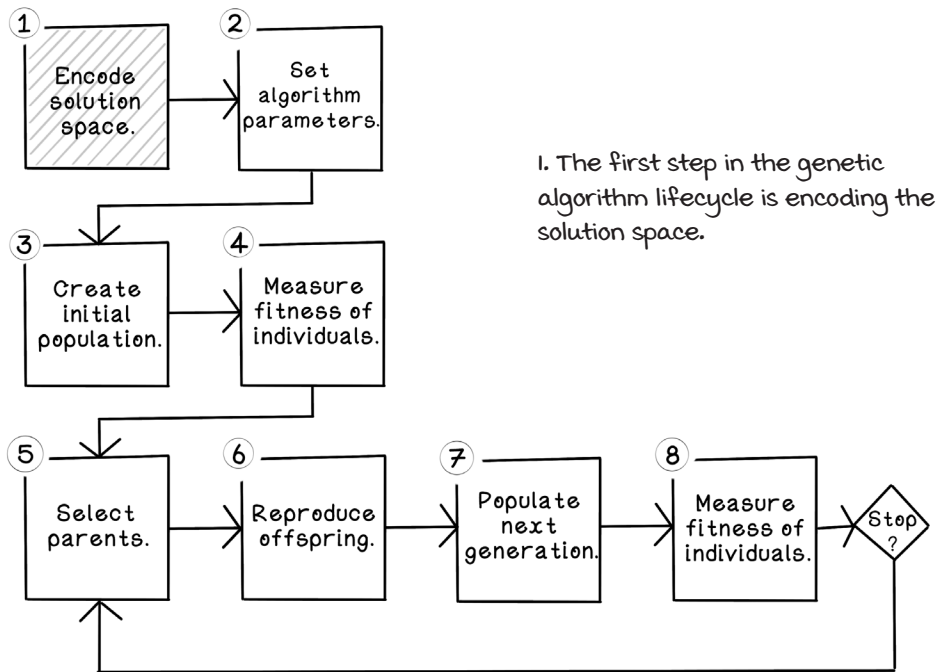 1
Encode
solution
space.
2
Set
algorithm
parameters.
1. The first step in the genetic
algorithm lifecycle is encoding the
solution space.
3
Create
initial
population.
4
Measure
fitness of
individuals.
5
Select
parents.
6
Reproduce
offspring.
7
Populate
next
generation.
8
Measure
fitness of
individuals.
Stop
?